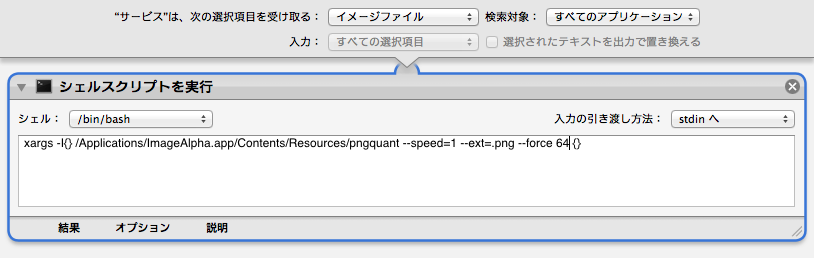 "サービス"は、次の選択項目を受け取る： イメージファイル 検索対象： すべてのアプリケーション
入力： すべての選択項目 選択されたテキストを出力で置き換える
シェルスクリプトを実行
シェル： /bin/bash 入力の引き渡し方法： stdin へ
xargs -I{} /Applications/ImageAlpha.app/Contents/Resources/pngquant --speed=1 --ext=.png --force 64 {}
結果 オプション 説明